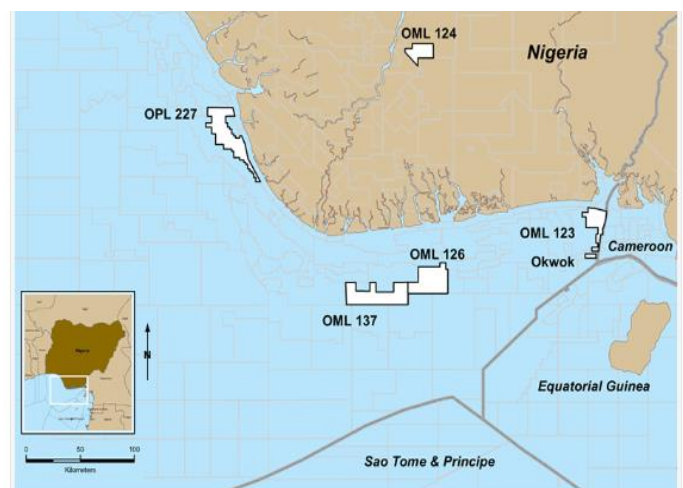 OML 124
Nigeria
OPL 227
OML 123
OML 126
Cameroon
Okwok
OML 137
Nigeria
N
Equatorial Guinea
0 50 100
Kilometers
Sao Tome & Principe